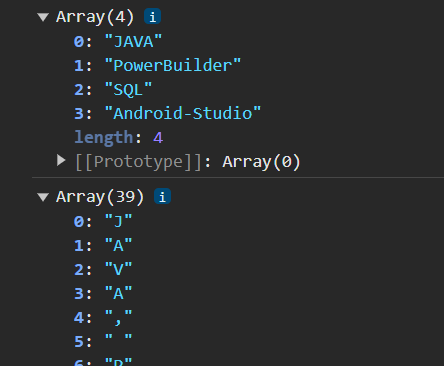 ▼ Array(4) i
0: "JAVA"
1: "PowerBuilder"
2: "SQL"
3: "Android-Studio"
length: 4
▶ [[Prototype]]: Array(0)
▼ Array(39) i
0: "J"
1: "A"
2: "V"
3: "A"
4: ","
5: " "
6: "P"